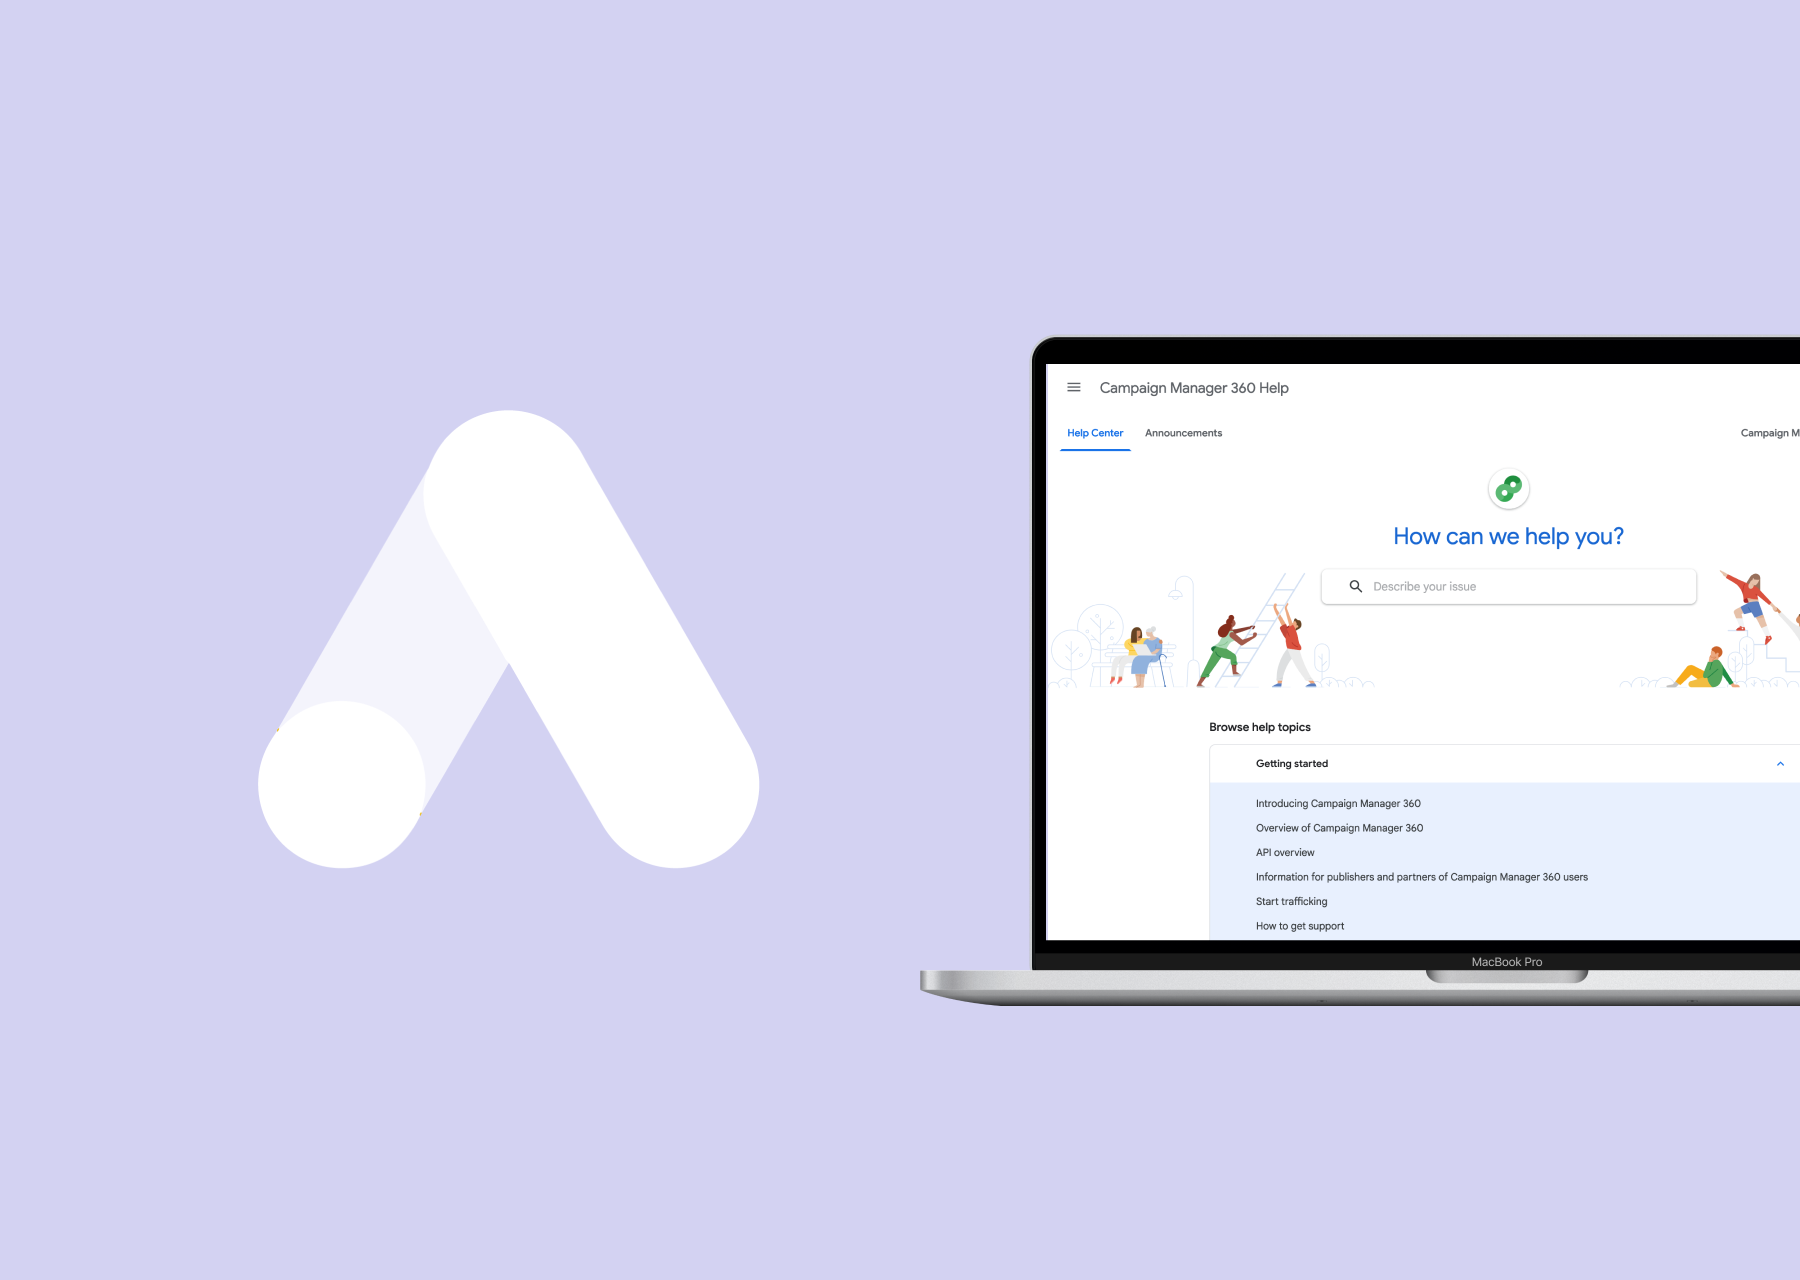 Campaign Manager 360 Help
Help Center
Announcements
Campaign M
How can we help you?
Describe your issue
Browse help topics
Getting started
Introducing Campaign Manager 360
Overview of Campaign Manager 360
API overview
Information for publishers and partners of Campaign Manager 360 users
Start trafficking
How to get support
MacBook Pro